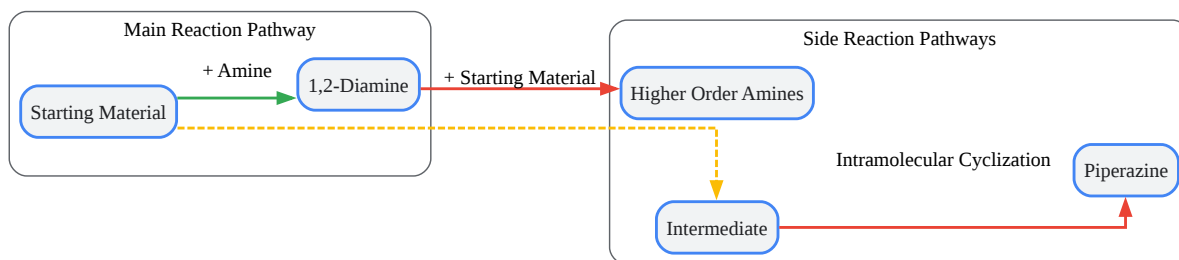 Main Reaction Pathway
Side Reaction Pathways
+ Amine
1,2-Diamine
+ Starting Material
Starting Material
Higher Order Amines
Intramolecular Cyclization
Piperazine
Intermediate